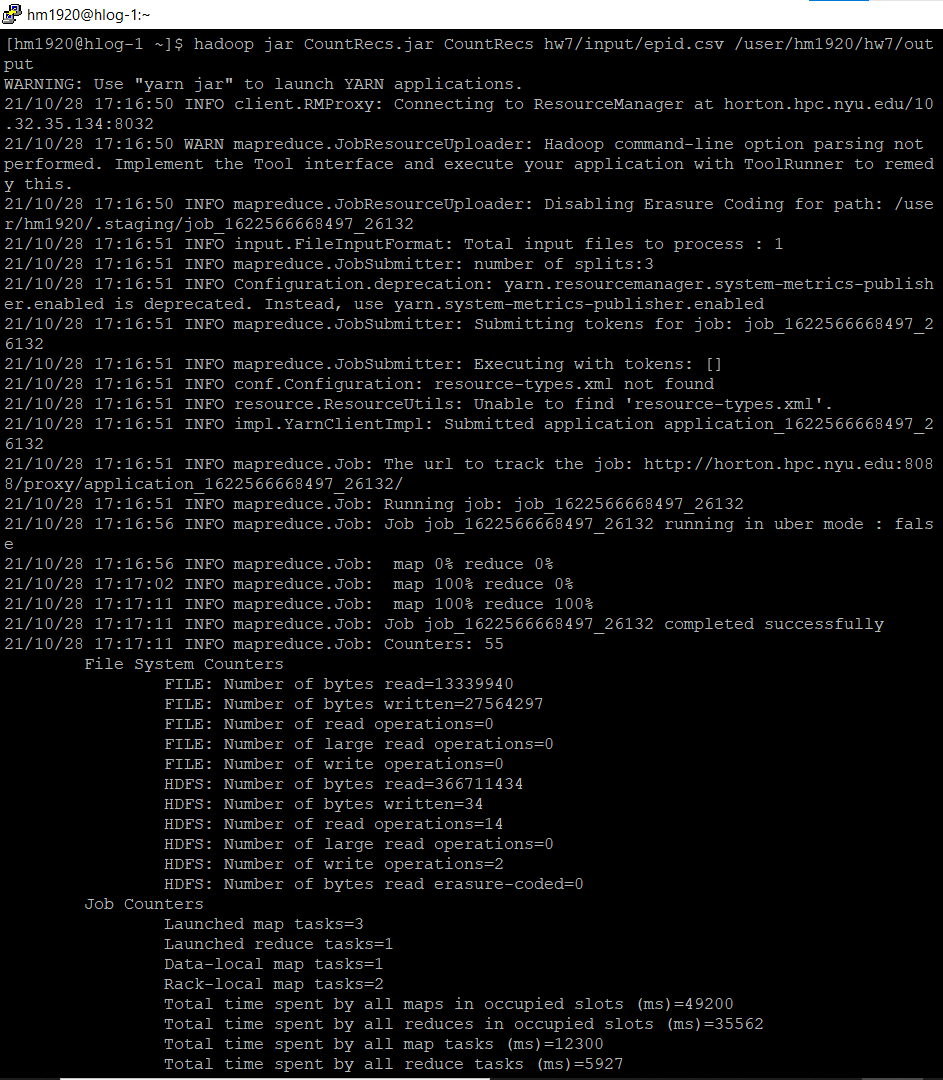 hm1920@hlog-1:~
[hm1920@hlog-1 ~]$ hadoop jar CountRecs.jar CountRecs hw7/input/epid.csv /user/hm1920/hw7/out
put
WARNING: Use "yarn jar" to launch YARN applications.
21/10/28 17:16:50 INFO client.RMProxy: Connecting to ResourceManager at horton.hpc.nyu.edu/10
.32.35.134:8032
21/10/28 17:16:50 WARN mapreduce.JobResourceUploader: Hadoop command-line option parsing not
performed. Implement the Tool interface and execute your application with ToolRunner to remed
y this.
21/10/28 17:16:50 INFO mapreduce.JobResourceUploader: Disabling Erasure Coding for path: /use
r/hm1920/.staging/job_1622566668497_26132
21/10/28 17:16:51 INFO input.FileInputFormat: Total input files to process : 1
21/10/28 17:16:51 INFO mapreduce.JobSubmitter: number of splits:3
21/10/28 17:16:51 INFO Configuration.deprecation: yarn.resourcemanager.system-metrics-publish
er.enabled is deprecated. Instead, use yarn.system-metrics-publisher.enabled
21/10/28 17:16:51 INFO mapreduce.JobSubmitter: Submitting tokens for job: job_1622566668497_2
6132
21/10/28 17:16:51 INFO mapreduce.JobSubmitter: Executing with tokens: []
21/10/28 17:16:51 INFO conf.Configuration: resource-types.xml not found
21/10/28 17:16:51 INFO resource.ResourceUtils: Unable to find 'resource-types.xml'.
21/10/28 17:16:51 INFO impl.YarnClientImpl: Submitted application application_1622566668497_2
6132
21/10/28 17:16:51 INFO mapreduce.Job: The url to track the job: http://horton.hpc.nyu.edu:808
8/proxy/application_1622566668497_26132/
21/10/28 17:16:51 INFO mapreduce.Job: Running job: job_1622566668497_26132
21/10/28 17:16:56 INFO mapreduce.Job: Job job_1622566668497_26132 running in uber mode : fals
e
21/10/28 17:16:56 INFO mapreduce.Job:  map 0% reduce 0%
21/10/28 17:17:02 INFO mapreduce.Job:  map 100% reduce 0%
21/10/28 17:17:11 INFO mapreduce.Job:  map 100% reduce 100%
21/10/28 17:17:11 INFO mapreduce.Job: Job job_1622566668497_26132 completed successfully
21/10/28 17:17:11 INFO mapreduce.Job: Counters: 55
File System Counters
FILE: Number of bytes read=13339940
FILE: Number of bytes written=27564297
FILE: Number of read operations=0
FILE: Number of large read operations=0
FILE: Number of write operations=0
HDFS: Number of bytes read=366711434
HDFS: Number of bytes written=34
HDFS: Number of read operations=14
HDFS: Number of large read operations=0
HDFS: Number of write operations=2
HDFS: Number of bytes read erasure-coded=0
Job Counters
Launched map tasks=3
Launched reduce tasks=1
Data-local map tasks=1
Rack-local map tasks=2
Total time spent by all maps in occupied slots (ms)=49200
Total time spent by all reduces in occupied slots (ms)=35562
Total time spent by all map tasks (ms)=12300
Total time spent by all reduce tasks (ms)=5927